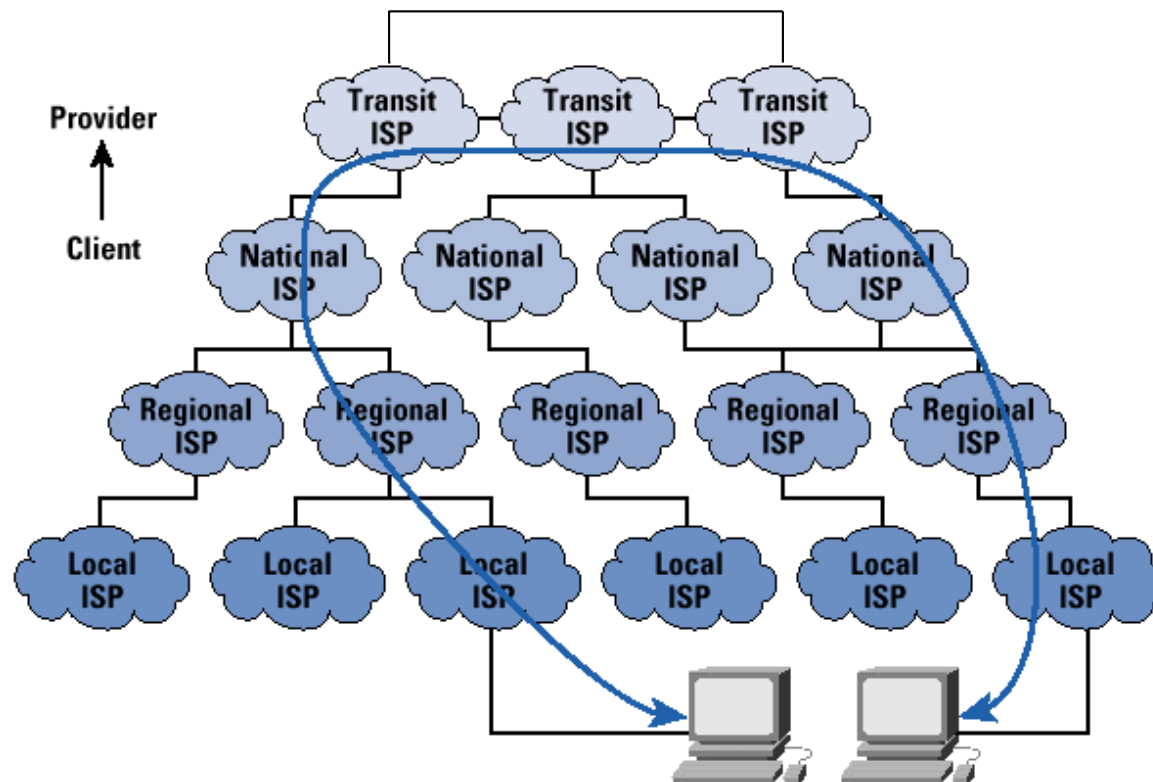 Transit
ISP
Transit
ISP
Transit
ISP
Provider
Client
National
ISP
National
ISP
National
ISP
National
ISP
Regional
ISP
Regional
ISP
Regional
ISP
Regional
ISP
Regional
ISP
Local
ISP
Local
ISP
Local
ISP
Local
ISP
Local
ISP
Local
ISP